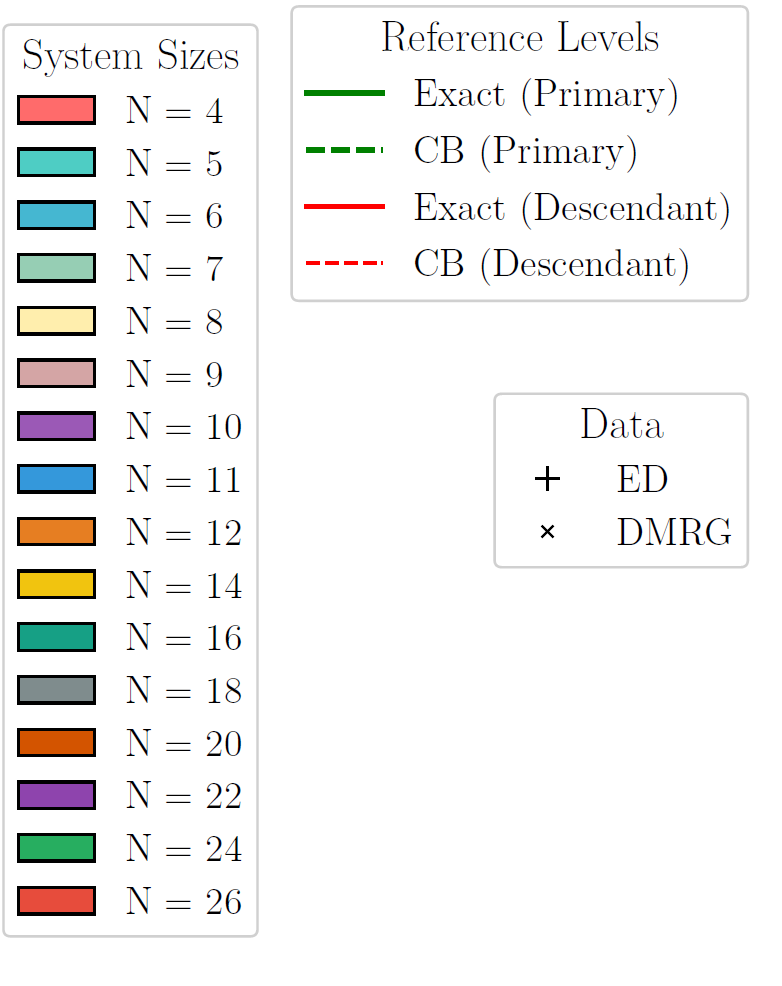 System Sizes
N = 4
N = 5
N = 6
N = 7
N = 8
N = 9
N = 10
N = 11
N = 12
N = 14
N = 16
N = 18
N = 20
N = 22
N = 24
N = 26
Reference Levels
Exact (Primary)
CB (Primary)
Exact (Descendant)
CB (Descendant)
Data
ED
DMRG